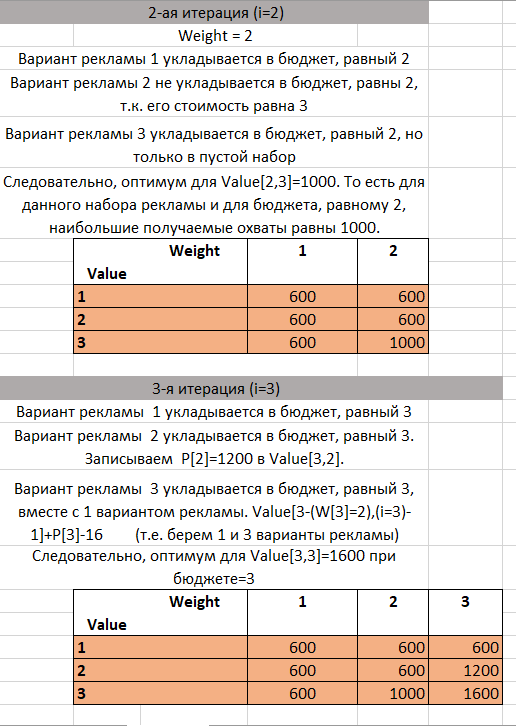 2-ая итерация (i=2)
Weight = 2
Вариант рекламы 1 укладывается в бюджет, равный 2
Вариант рекламы 2 не укладывается в бюджет, равны 2,
т.к. его стоимость равна 3
Вариант рекламы 3 укладывается в бюджет, равный 2, но
только в пустой набор
Следовательно, оптимум для Value[2,3]=1000. То есть для
данного набора рекламы и для бюджета, равному 2,
наибольшие получаемые охваты равны 1000.
Weight 1 2
Value
1 600 600
2 600 600
3 600 1000
3-я итерация (i=3)
Вариант рекламы 1 укладывается в бюджет, равный 3
Вариант рекламы 2 укладывается в бюджет, равный 3.
Записываем P[2]=1200 в Value[3,2].
Вариант рекламы 3 укладывается в бюджет, равный 3,
вместе с 1 вариантом рекламы. Value[3-(W[3]=2),(i=3)-
1]+P[3]-16 (т.е. берем 1 и 3 варианты рекламы)
Следовательно, оптимум для Value[3,3]=1600 при
бюджете=3
Weight 1 2 3
Value
1 600 600 600
2 600 600 1200
3 600 1000 1600